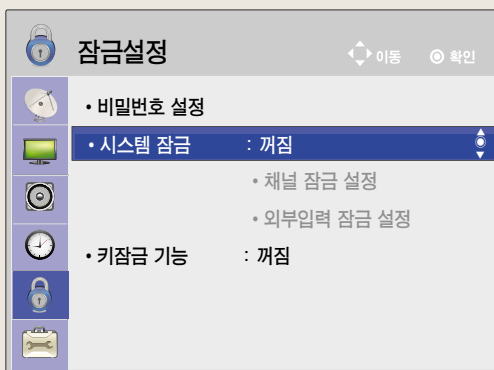 잠금설정 이동 확인
• 비밀번호 설정
• 시스템 잠금 : 꺼짐
• 채널 잠금 설정
• 외부입력 잠금 설정
• 키잠금 기능 : 꺼짐